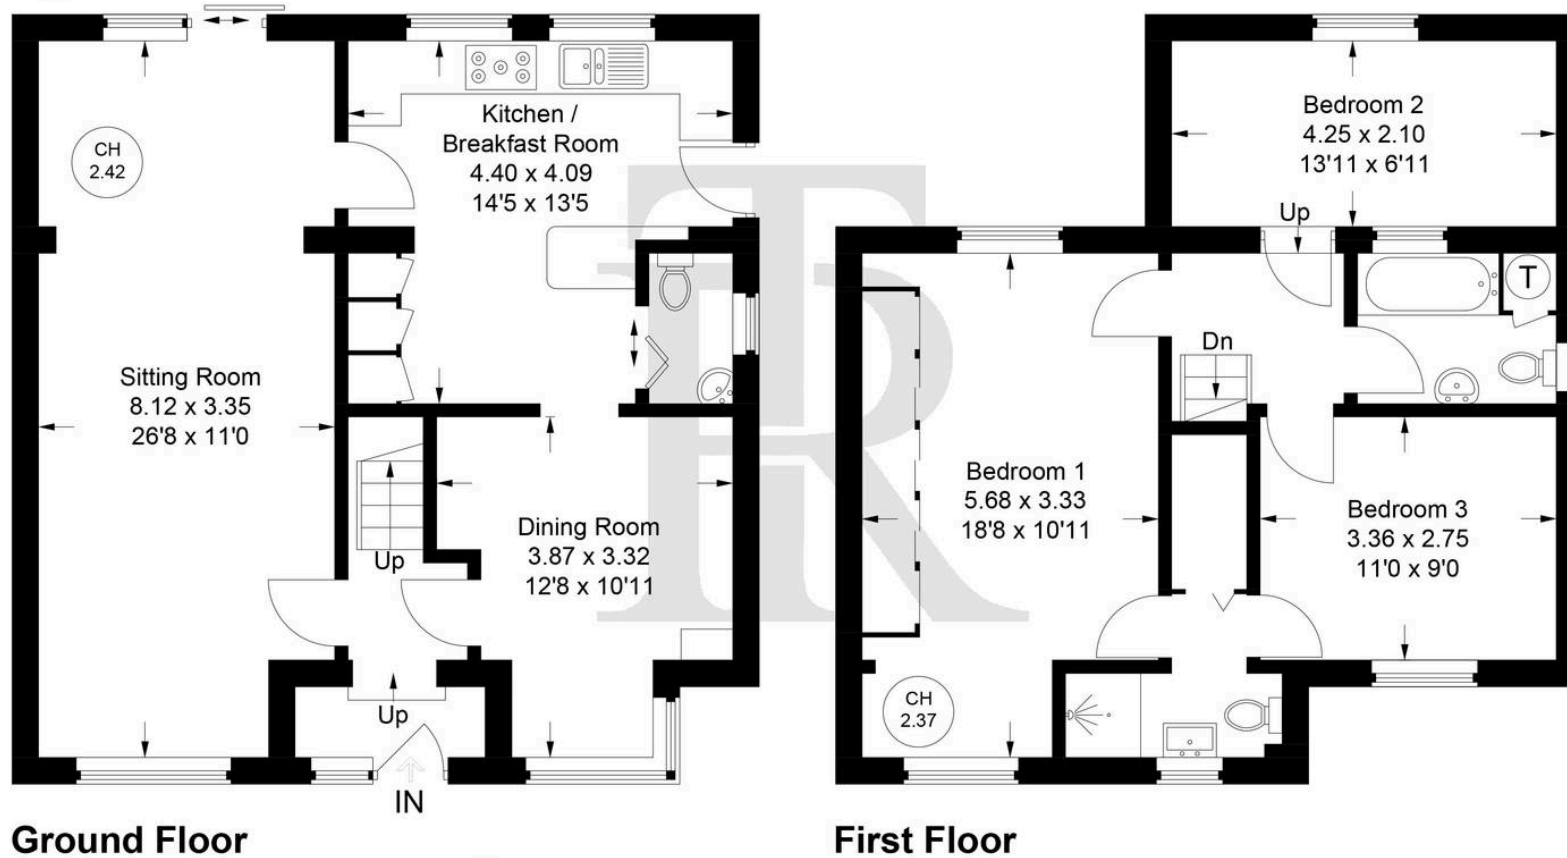 CH
2.42
Kitchen /
Breakfast Room
4.40 x 4.09
14'5 x 13'5
Sitting Room
8.12 x 3.35
26'8 x 11'0
Up
Dining Room
3.87 x 3.32
12'8 x 10'11
Up
IN
Ground Floor
Bedroom 2
4.25 x 2.10
13'11 x 6'11
Up
T
Dn
Bedroom 1
5.68 x 3.33
18'8 x 10'11
Bedroom 3
3.36 x 2.75
11'0 x 9'0
CH
2.37
First Floor
TR